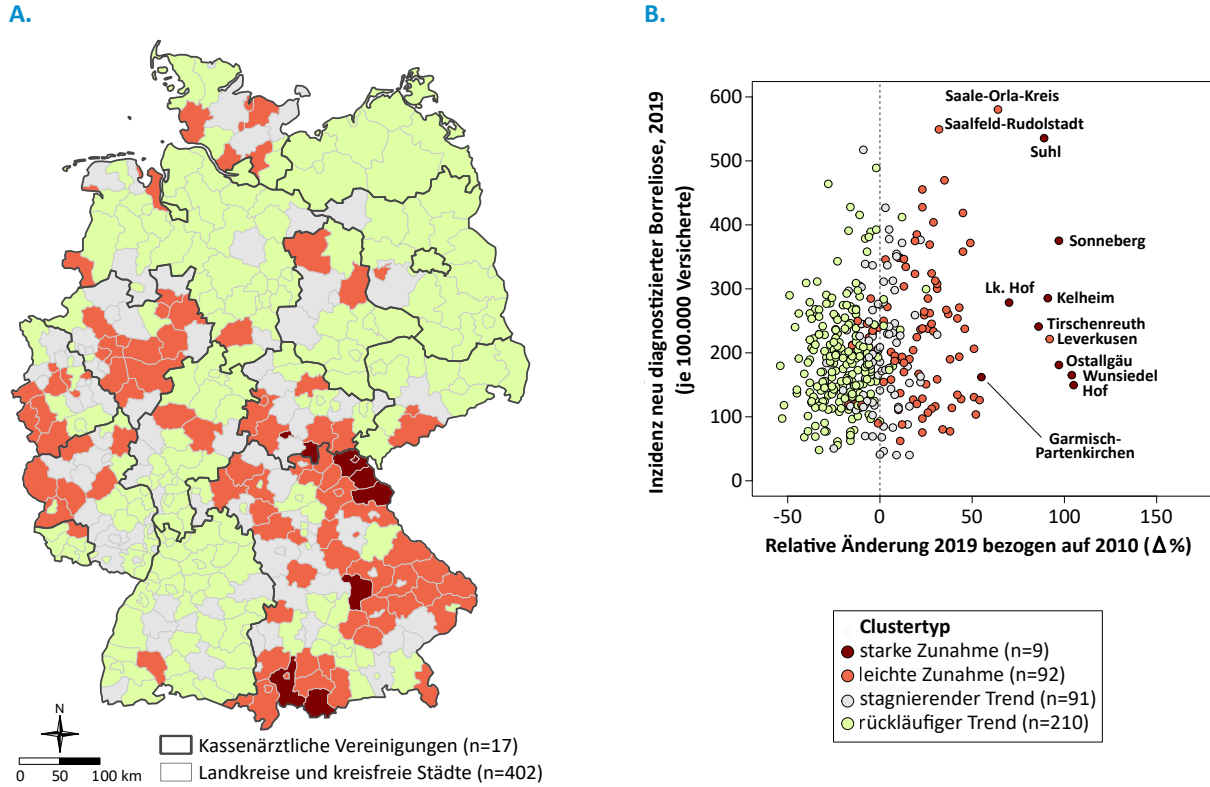 A.
N
0 50 100 km
Kassenärztliche Vereinigungen (n=17)
Landkreise und kreisfreie Städte (n=402)
B.
Inzidenz neu diagnostizierter Borreliose, 2019
(je 100.000 Versicherte)
600
500
400
300
200
100
0
Saale-Orla-Kreis
Saalfeld-Rudolstadt
Suhl
Sonneberg
Lk. Hof
Kelheim
Tirschenreuth
Leverkusen
Ostallgäu
Wunsiedel
Hof
Garmisch-
Partenkirchen
-50 0 50 100 150
Relative Änderung 2019 bezogen auf 2010 (Δ%)
Clustertyp
starke Zunahme (n=9)
leichte Zunahme (n=92)
stagnierender Trend (n=91)
rückläufiger Trend (n=210)